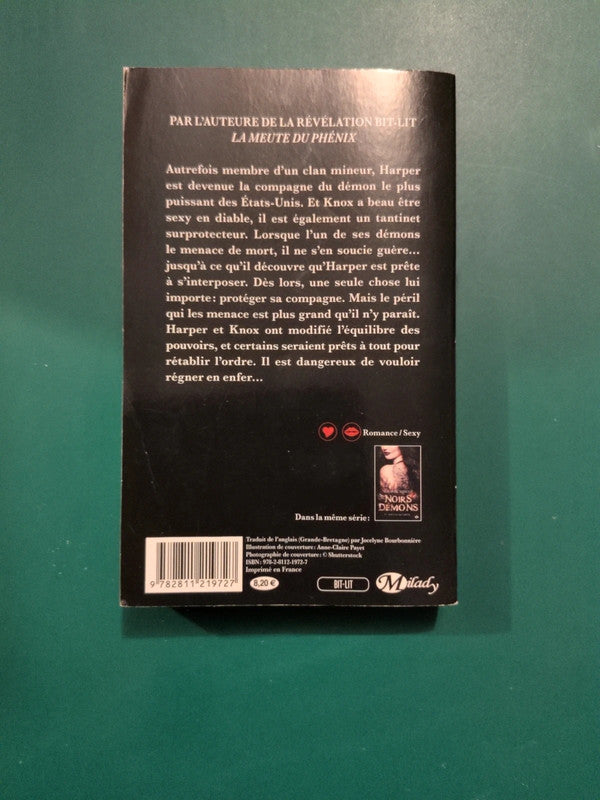 PAR L'AUTEURE DE LA RÉVÉLATION BIT-LIT
LA MEUTE DU PHÉNIX
Autrefois membre d'un clan mineur, Harper
est devenue la compagne du démon le plus
puissant des États-Unis. Et Knox a beau être
sexy en diable, il est également un tantinet
surprotecteur. Lorsque l'un de ses démons
le menace de mort, il ne s'en soucie guère...
jusqu'à ce qu'il découvre qu'Harper est prête
à s'interposer. Dès lors, une seule chose lui
importe : protéger sa compagne. Mais le péril
qui les menace est plus grand qu'il n'y paraît.
Harper et Knox ont modifié l'équilibre des
pouvoirs, et certains seraient prêts à tout pour
rétablir l'ordre. Il est dangereux de vouloir
régner en enfer...
Romance / Sexy
NOIRS
DÉMONS
Dans la même série :
Traduit de l'anglais (Grande-Bretagne) par Jocelyne Bourbonnière
Illustration de couverture : Anne-Claire Payet
Photographie de couverture : © Shutterstock
ISBN : 978-2-8112-1972-7
Imprimé en France
9 782811 219727
8,20 €
BIT-LIT
Milady